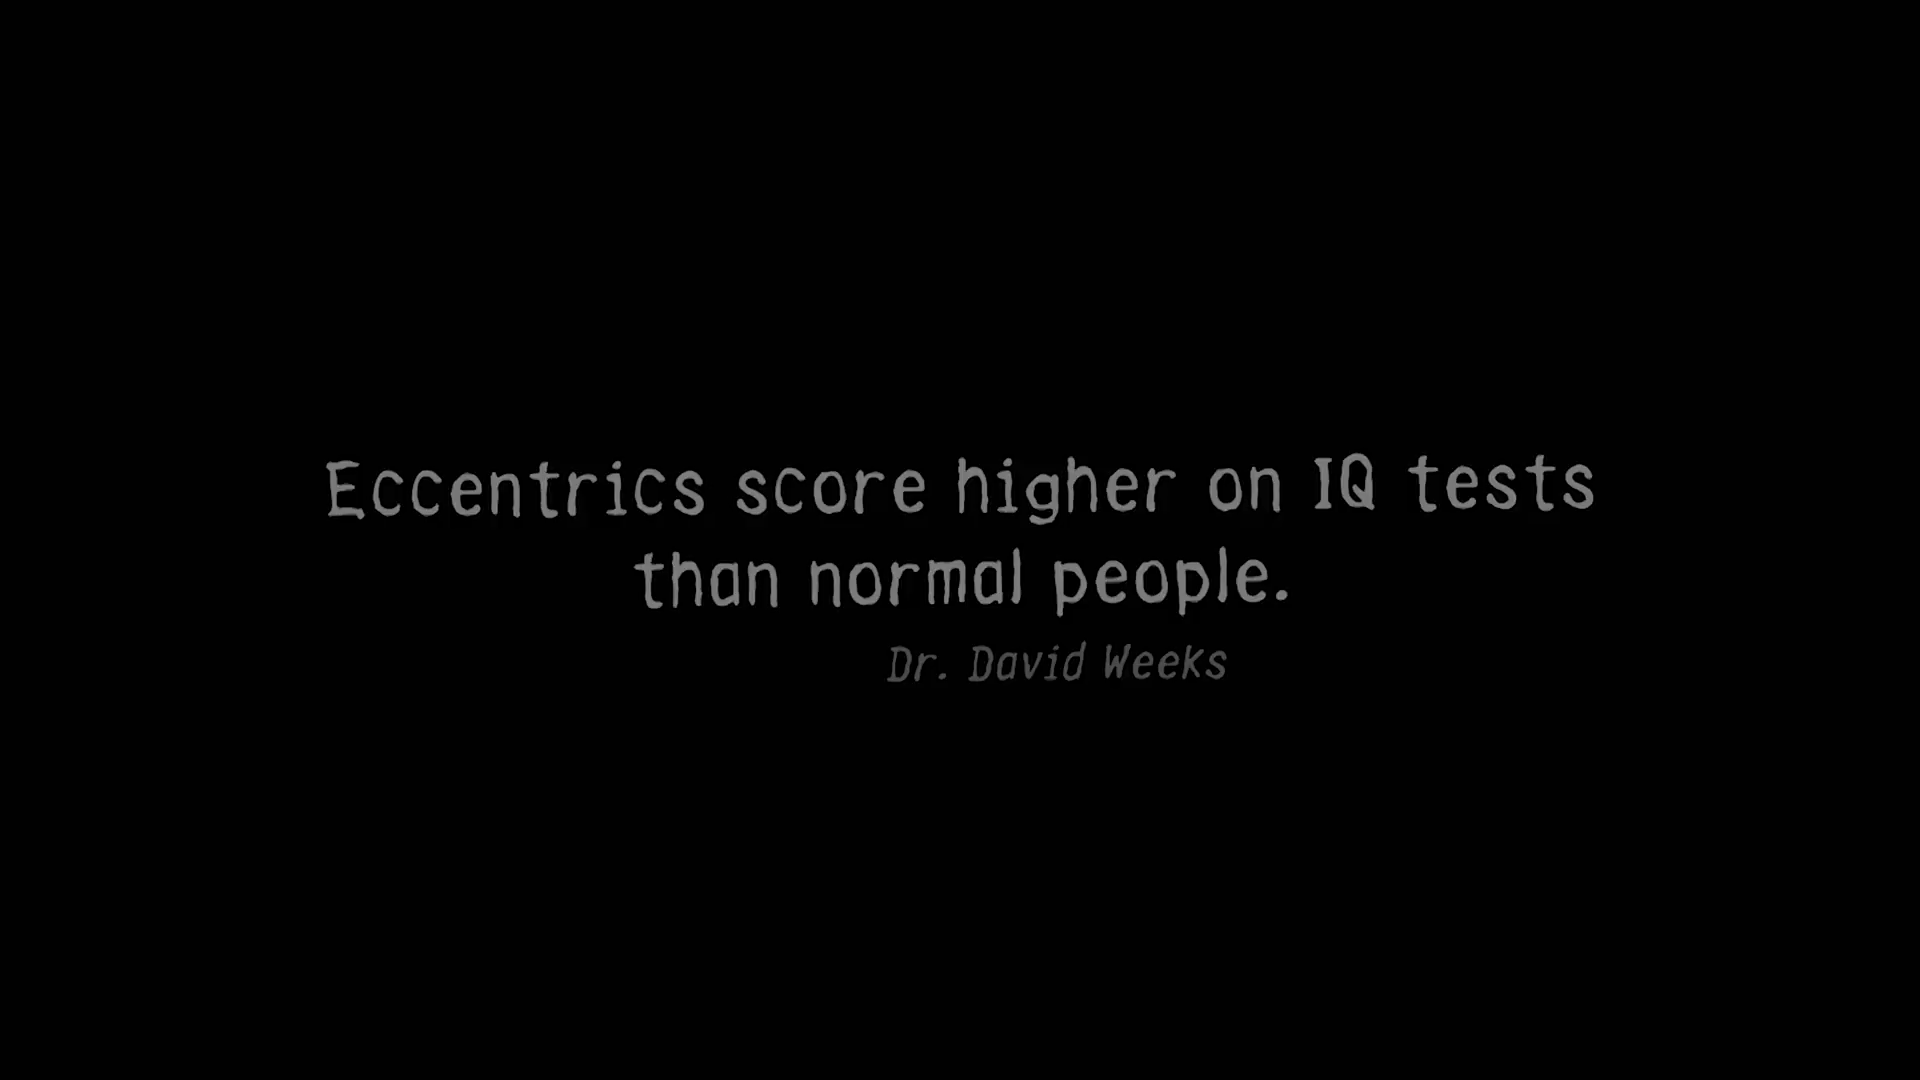 Eccentrics score higher on IQ tests
than normal people.
Dr. David Weeks